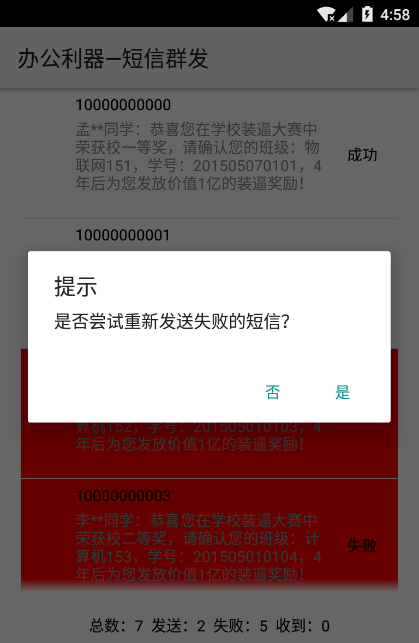 4:58
办公利器—短信群发
10000000000
孟**同学：恭喜您在学校装逼大赛中
荣获校一等奖，请确认您的班级：物
联网151，学号：201505070101，4
年后为您发放价值1亿的装逼奖励！
成功
10000000001
提示
是否尝试重新发送失败的短信？
否
是
算机152，学号：201505010103，4
年后为您发放价值1亿的装逼奖励！
10000000003
李**同学：恭喜您在学校装逼大赛中
荣获校二等奖，请确认您的班级：计
算机153，学号：201505010104，4
年后为您发放价值1亿的装逼奖励！
失败
总数：7 发送：2 失败：5 收到：0